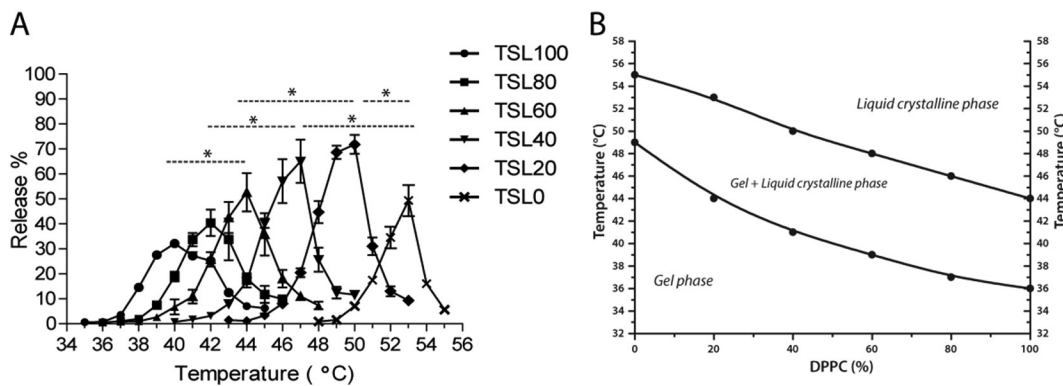 A
B
TSL100
TSL80
TSL60
TSL40
TSL20
TSL0
Release %
100
90
80
70
60
50
40
30
20
10
0
* * * * *
34 36 38 40 42 44 46 48 50 52 54 56
Temperature ( °C)
Temperature (°C)
58
56
54
52
50
48
46
44
42
40
38
36
34
32
Liquid crystalline phase
Gel + Liquid crystalline phase
Gel phase
58
56
54
52
50
48
46
44
42
40
38
36
34
32
Temperature (°C)
0 20 40 60 80 100
DPPC (%)